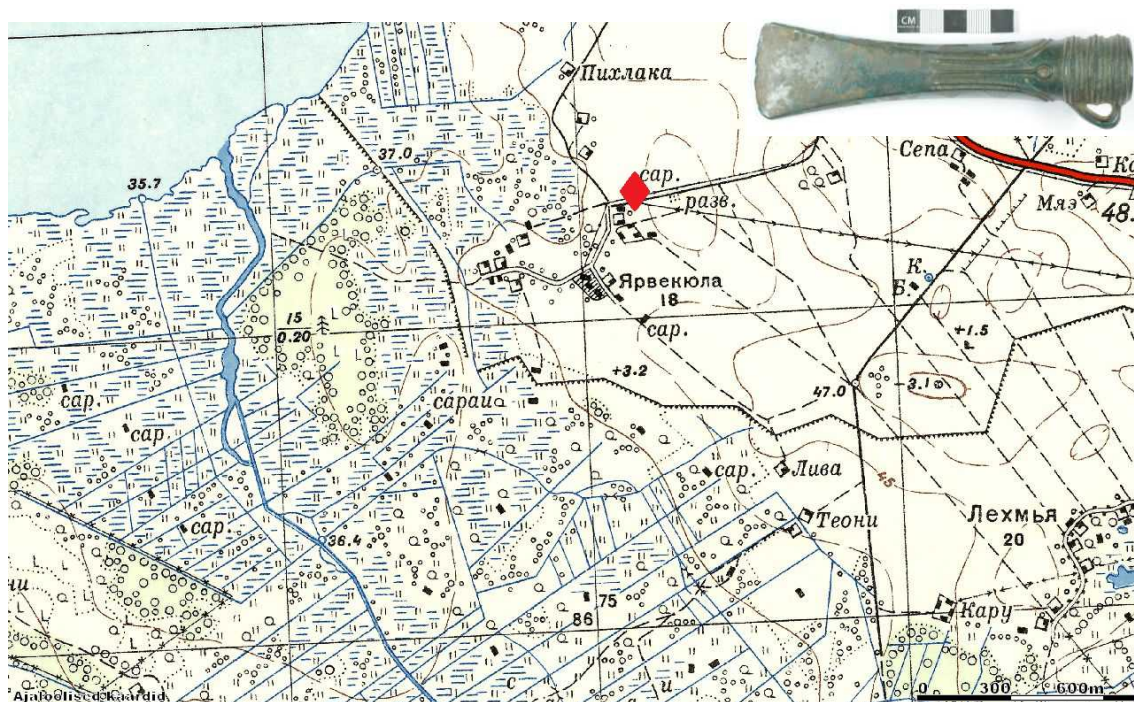 CM
Пихлака
37.0
Сепа
Ка
сар.
35.7
разв.
Мяэ
48.
Ярвекюла
18
К.
Б.
15
0.20
сар.
+1.5
+3.2
47.0
-3.1
сар.
сараи
сар.
сар.
Лива
45
Теони
Лехмья
20
сар.
36.4
75
86
Кару
с
и
Ajaloolised Kaardid
0 300 600m